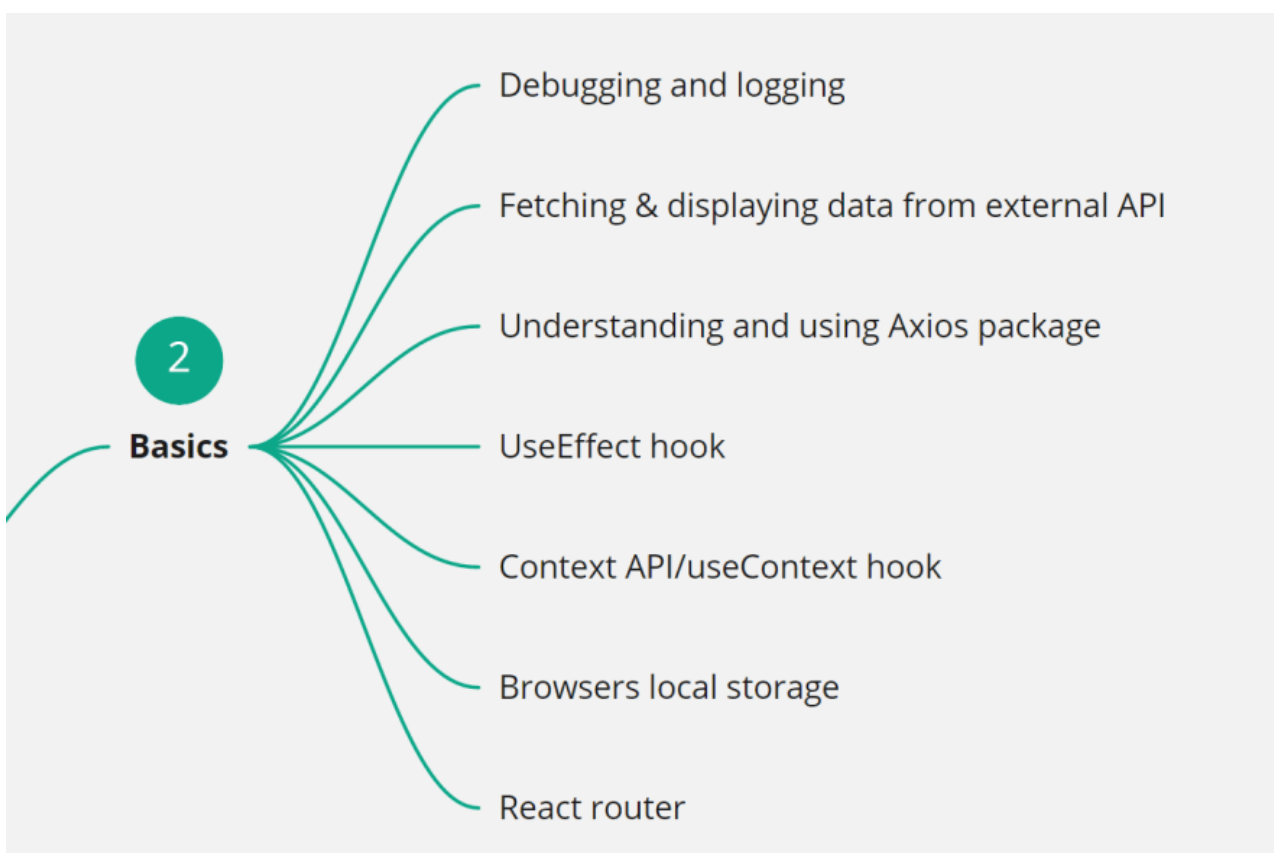 2
Basics
Debugging and logging
Fetching & displaying data from external API
Understanding and using Axios package
UseEffect hook
Context API/useContext hook
Browsers local storage
React router